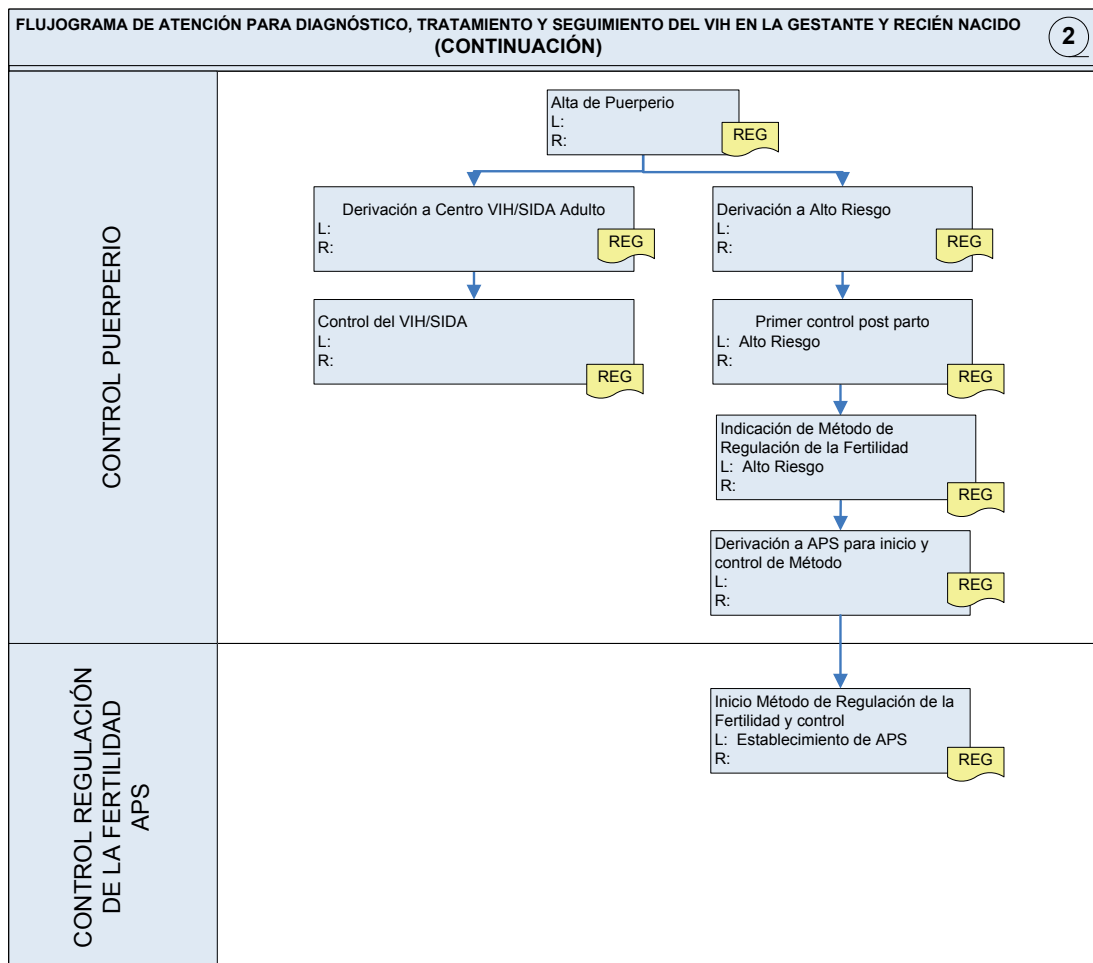 FLUJOGRAMA DE ATENCIÓN PARA DIAGNÓSTICO, TRATAMIENTO Y SEGUIMIENTO DEL VIH EN LA GESTANTE Y RECIÉN NACIDO
(CONTINUACIÓN)
2
CONTROL PUERPERIO
Alta de Puerperio
L:
R:
REG
Derivación a Centro VIH/SIDA Adulto
L:
R:
REG
Derivación a Alto Riesgo
L:
R:
REG
Control del VIH/SIDA
L:
R:
REG
Primer control post parto
L: Alto Riesgo
R:
REG
Indicación de Método de
Regulación de la Fertilidad
L: Alto Riesgo
R:
REG
Derivación a APS para inicio y
control de Método
L:
R:
REG
CONTROL REGULACIÓN
DE LA FERTILIDAD
APS
Inicio Método de Regulación de la
Fertilidad y control
L: Establecimiento de APS
R:
REG